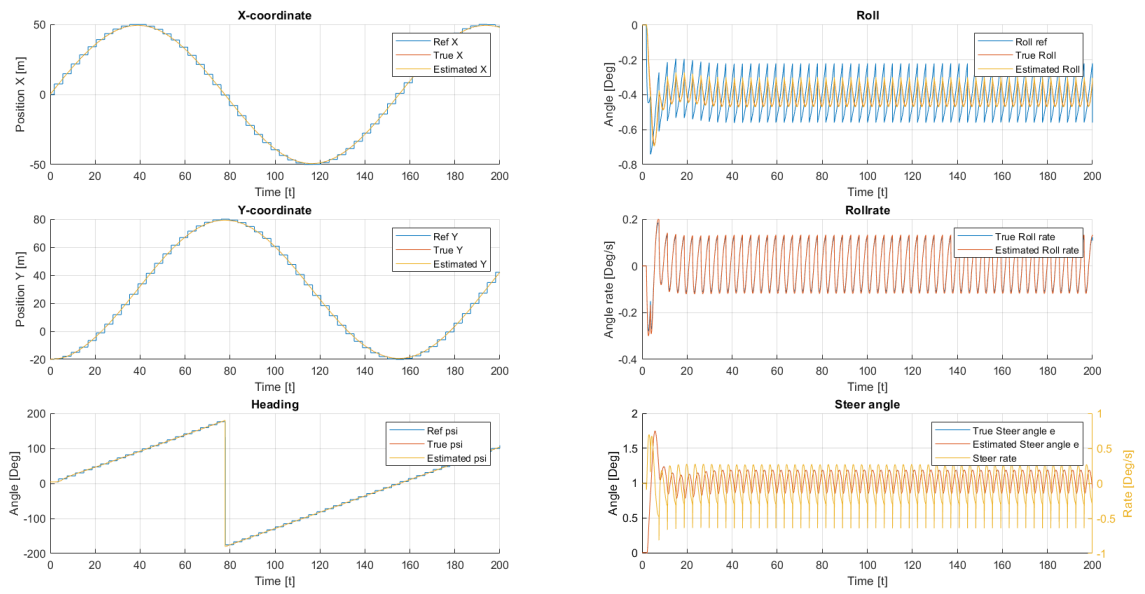 X-coordinate
50
0
-50
Position X [m]
Ref X
True X
Estimated X
0 20 40 60 80 100 120 140 160 180 200
Time [t]
Roll
0
-0.2
-0.4
-0.6
-0.8
Angle [Deg]
Roll ref
True Roll
Estimated Roll
0 20 40 60 80 100 120 140 160 180 200
Time [t]
Y-coordinate
80
60
40
20
0
-20
Position Y [m]
Ref Y
True Y
Estimated Y
0 20 40 60 80 100 120 140 160 180 200
Time [t]
Rollrate
0.2
0
-0.2
-0.4
Angle rate [Deg/s]
True Roll rate
Estimated Roll rate
0 20 40 60 80 100 120 140 160 180 200
Time [t]
Heading
200
100
0
-100
-200
Angle [Deg]
Ref psi
True psi
Estimated psi
0 20 40 60 80 100 120 140 160 180 200
Time [t]
Steer angle
2
1.5
1
0.5
0
Angle [Deg]
True Steer angle e
Estimated Steer angle e
Steer rate
1
0.5
0
-0.5
-1
Rate [Deg/s]
0 20 40 60 80 100 120 140 160 180 200
Time [t]